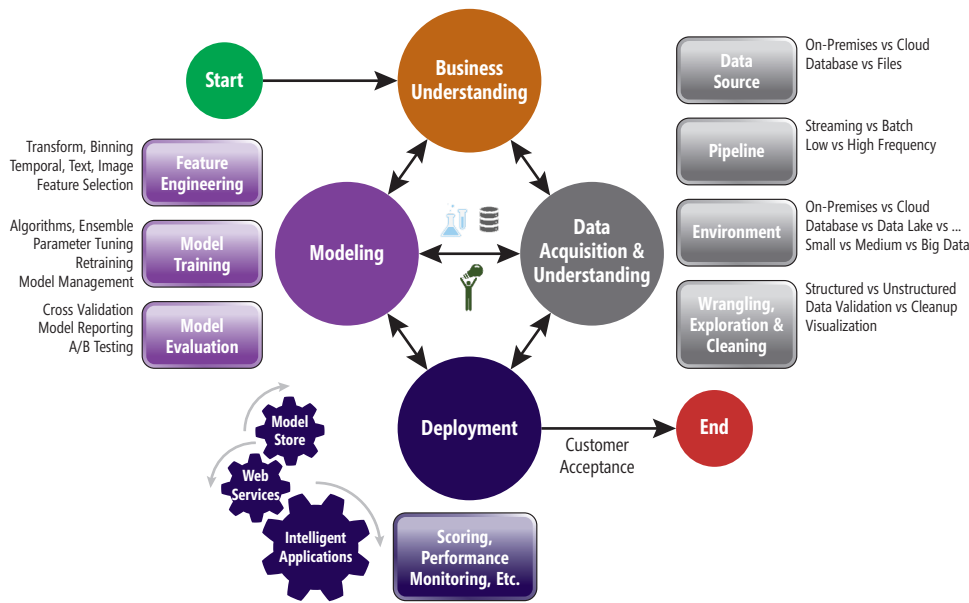 Start
Business
Understanding
Data
Source
On-Premises vs Cloud
Database vs Files
Transform, Binning
Temporal, Text, Image
Feature Selection
Feature
Engineering
Pipeline
Streaming vs Batch
Low vs High Frequency
Algorithms, Ensemble
Parameter Tuning
Retraining
Model Management
Model
Training
Modeling
Data
Acquisition &
Understanding
Environment
On-Premises vs Cloud
Database vs Data Lake vs ...
Small vs Medium vs Big Data
Cross Validation
Model Reporting
A/B Testing
Model
Evaluation
Wrangling,
Exploration &
Cleaning
Structured vs Unstructured
Data Validation vs Cleanup
Visualization
Deployment
Customer
Acceptance
End
Model
Store
Web
Services
Intelligent
Applications
Scoring,
Performance
Monitoring, Etc.